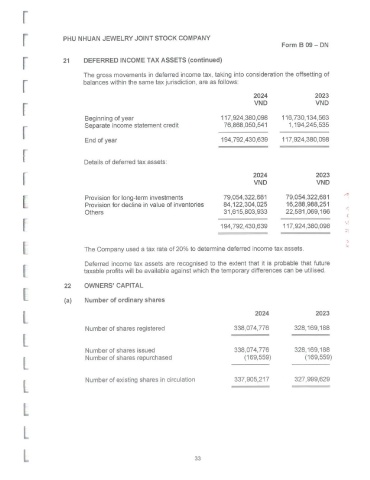 PHU NHUAN JEWELRY JOINT STOCK COMPANY
Form B 09 – DN
21 DEFERRED INCOME TAX ASSETS (continued)
The gross movements in deferred income tax, taking into consideration the offsetting of
balances within the same tax jurisdiction, are as follows:
2024 2023
VND VND
Beginning of year 117,924,380,098 116,730,134,563
Separate income statement credit 76,868,050,541 1,194,245,535
End of year 194,792,430,639 117,924,380,098
Details of deferred tax assets:
2024 2023
VND VND
Provision for long-term investments 79,054,322,681 79,054,322,681
Provision for decline in value of inventories 84,122,304,025 16,288,988,251
Others 31,615,803,933 22,581,069,166
194,792,430,639 117,924,380,098
The Company used a tax rate of 20% to determine deferred income tax assets.
Deferred income tax assets are recognised to the extent that it is probable that future
taxable profits will be available against which the temporary differences can be utilised.
22 OWNERS' CAPITAL
(a) Number of ordinary shares
2024 2023
Number of shares registered 338,074,776 328,169,188
Number of shares issued 338,074,776 328,169,188
Number of shares repurchased (169,559) (169,559)
Number of existing shares in circulation 337,905,217 327,999,629
33